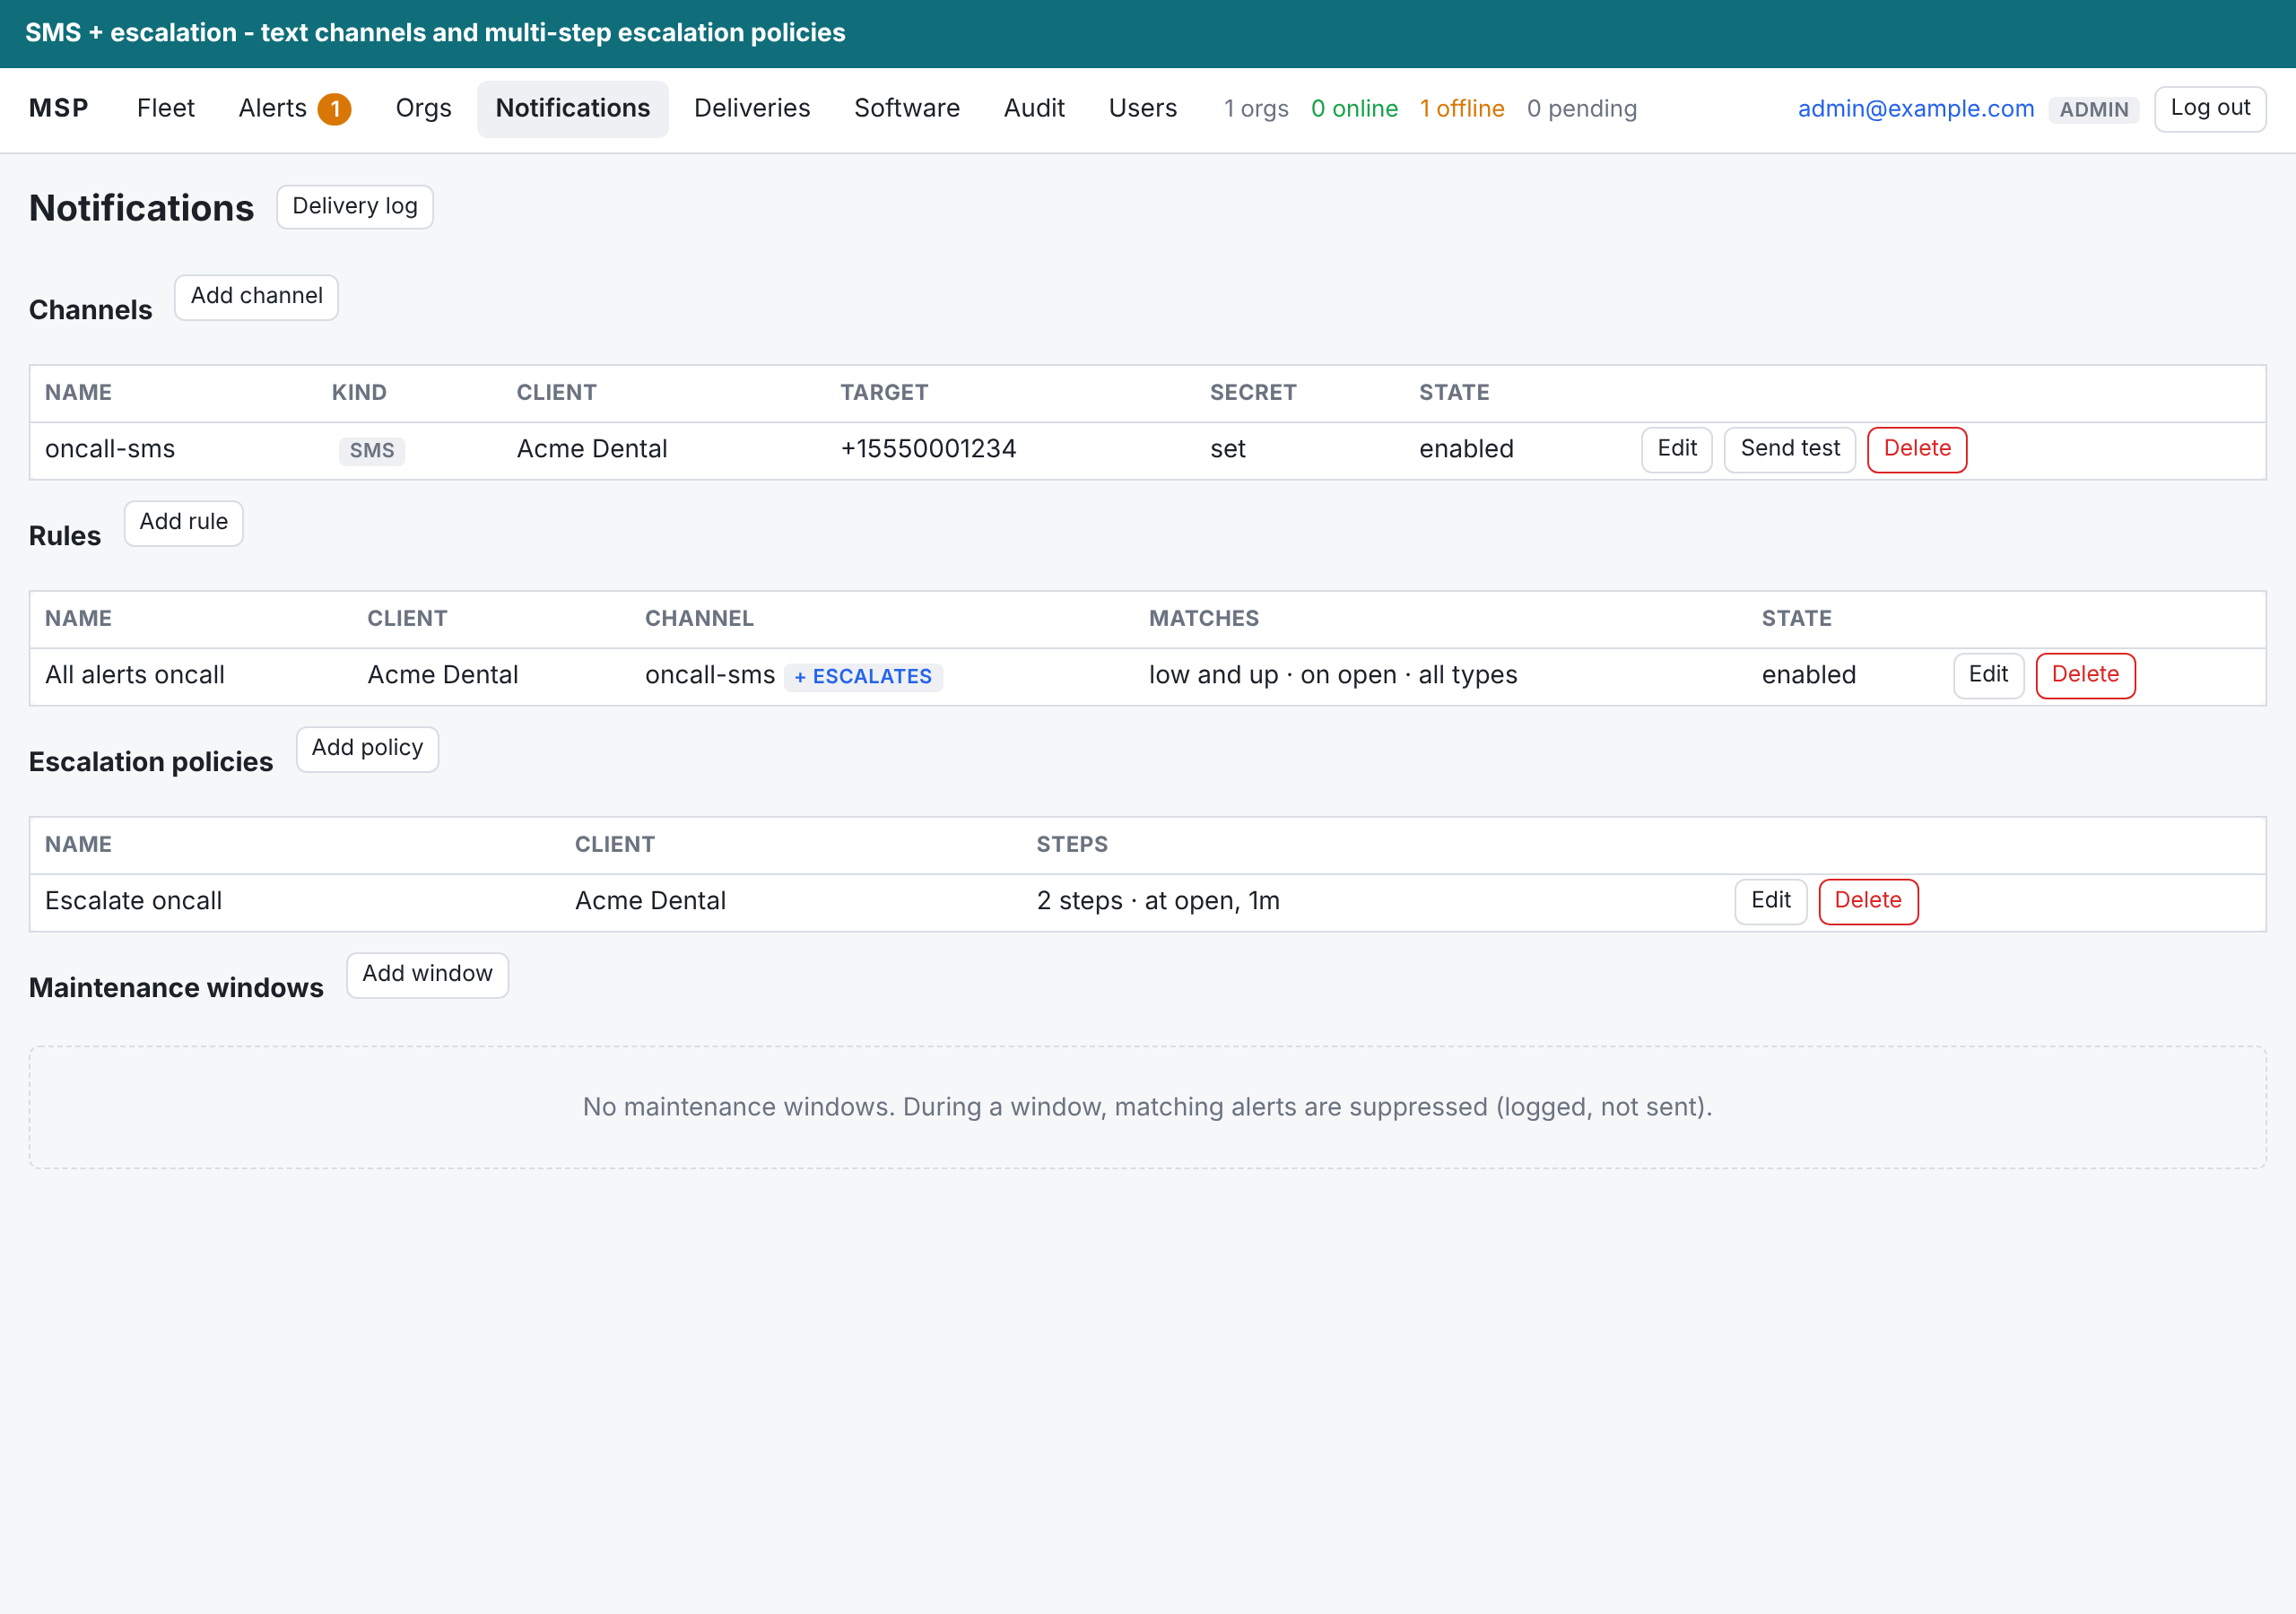 SMS + escalation - text channels and multi-step escalation policies
MSP Fleet Alerts 1 Orgs Notifications Deliveries Software Audit Users 1 orgs 0 online 1 offline 0 pending admin@example.com ADMIN Log out
Notifications Delivery log
Channels Add channel
NAME KIND CLIENT TARGET SECRET STATE
oncall-sms SMS Acme Dental +15550001234 set enabled Edit Send test Delete
Rules Add rule
NAME CLIENT CHANNEL MATCHES STATE
All alerts oncall Acme Dental oncall-sms + ESCALATES low and up · on open · all types enabled Edit Delete
Escalation policies Add policy
NAME CLIENT STEPS
Escalate oncall Acme Dental 2 steps · at open, 1m Edit Delete
Maintenance windows Add window
No maintenance windows. During a window, matching alerts are suppressed (logged, not sent).